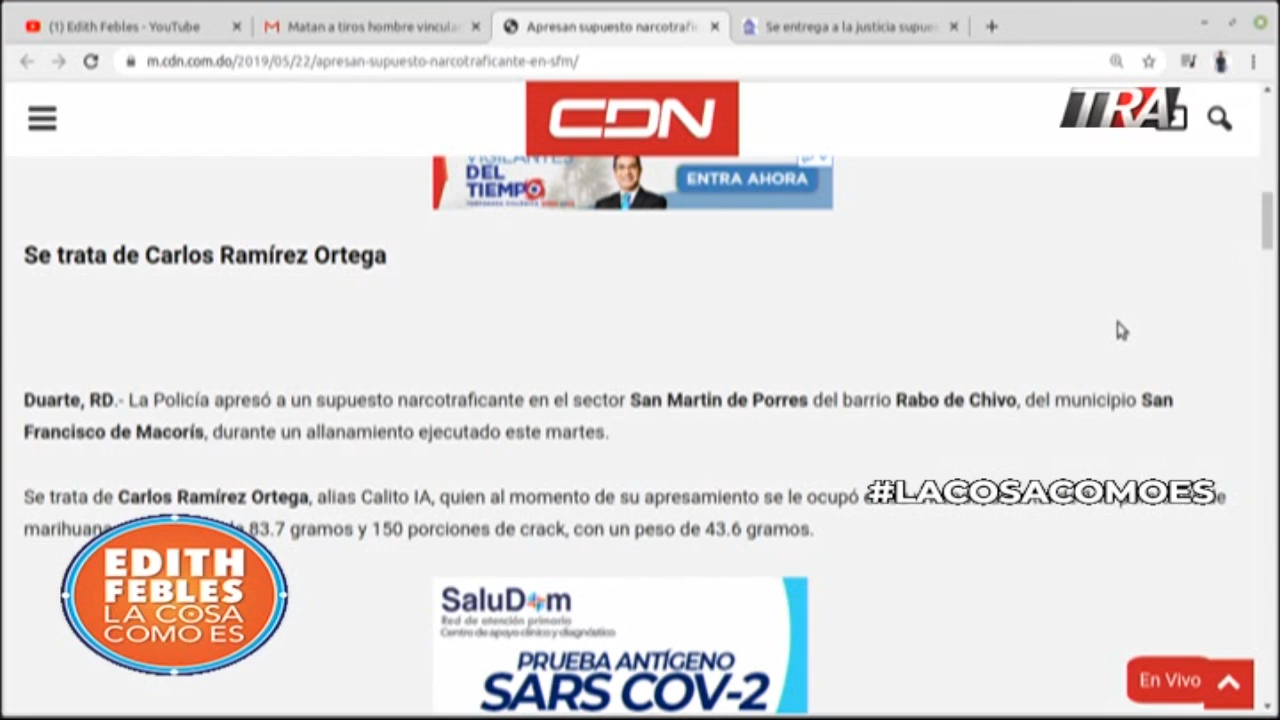 (1) Edith Febles - YouTube
Matan a tiros hombre vincula
Apresan supuesto narcotrafi
Se entrega a la justicia supue
m.cdn.com.do/2019/05/22/apresan-supuesto-narcotraficante-en-sfm/
CDN
TRA
VIGILANTES
DEL
TIEMPO
ENTRA AHORA
Se trata de Carlos Ramírez Ortega
Duarte, RD.- La Policía apresó a un supuesto narcotraficante en el sector San Martin de Porres del barrio Rabo de Chivo, del municipio San
Francisco de Macorís, durante un allanamiento ejecutado este martes.
Se trata de Carlos Ramírez Ortega, alias Calito IA, quien al momento de su apresamiento se le ocupó
#LACOSACOMOES
83.7 gramos y 150 porciones de crack, con un peso de 43.6 gramos.
EDITH
FEBLES
LA COSA
COMO ES
SaluDom
Red de atención primaria
Centro de apoyo clínico y diagnóstico
PRUEBA ANTÍGENO
SARS COV-2
En Vivo